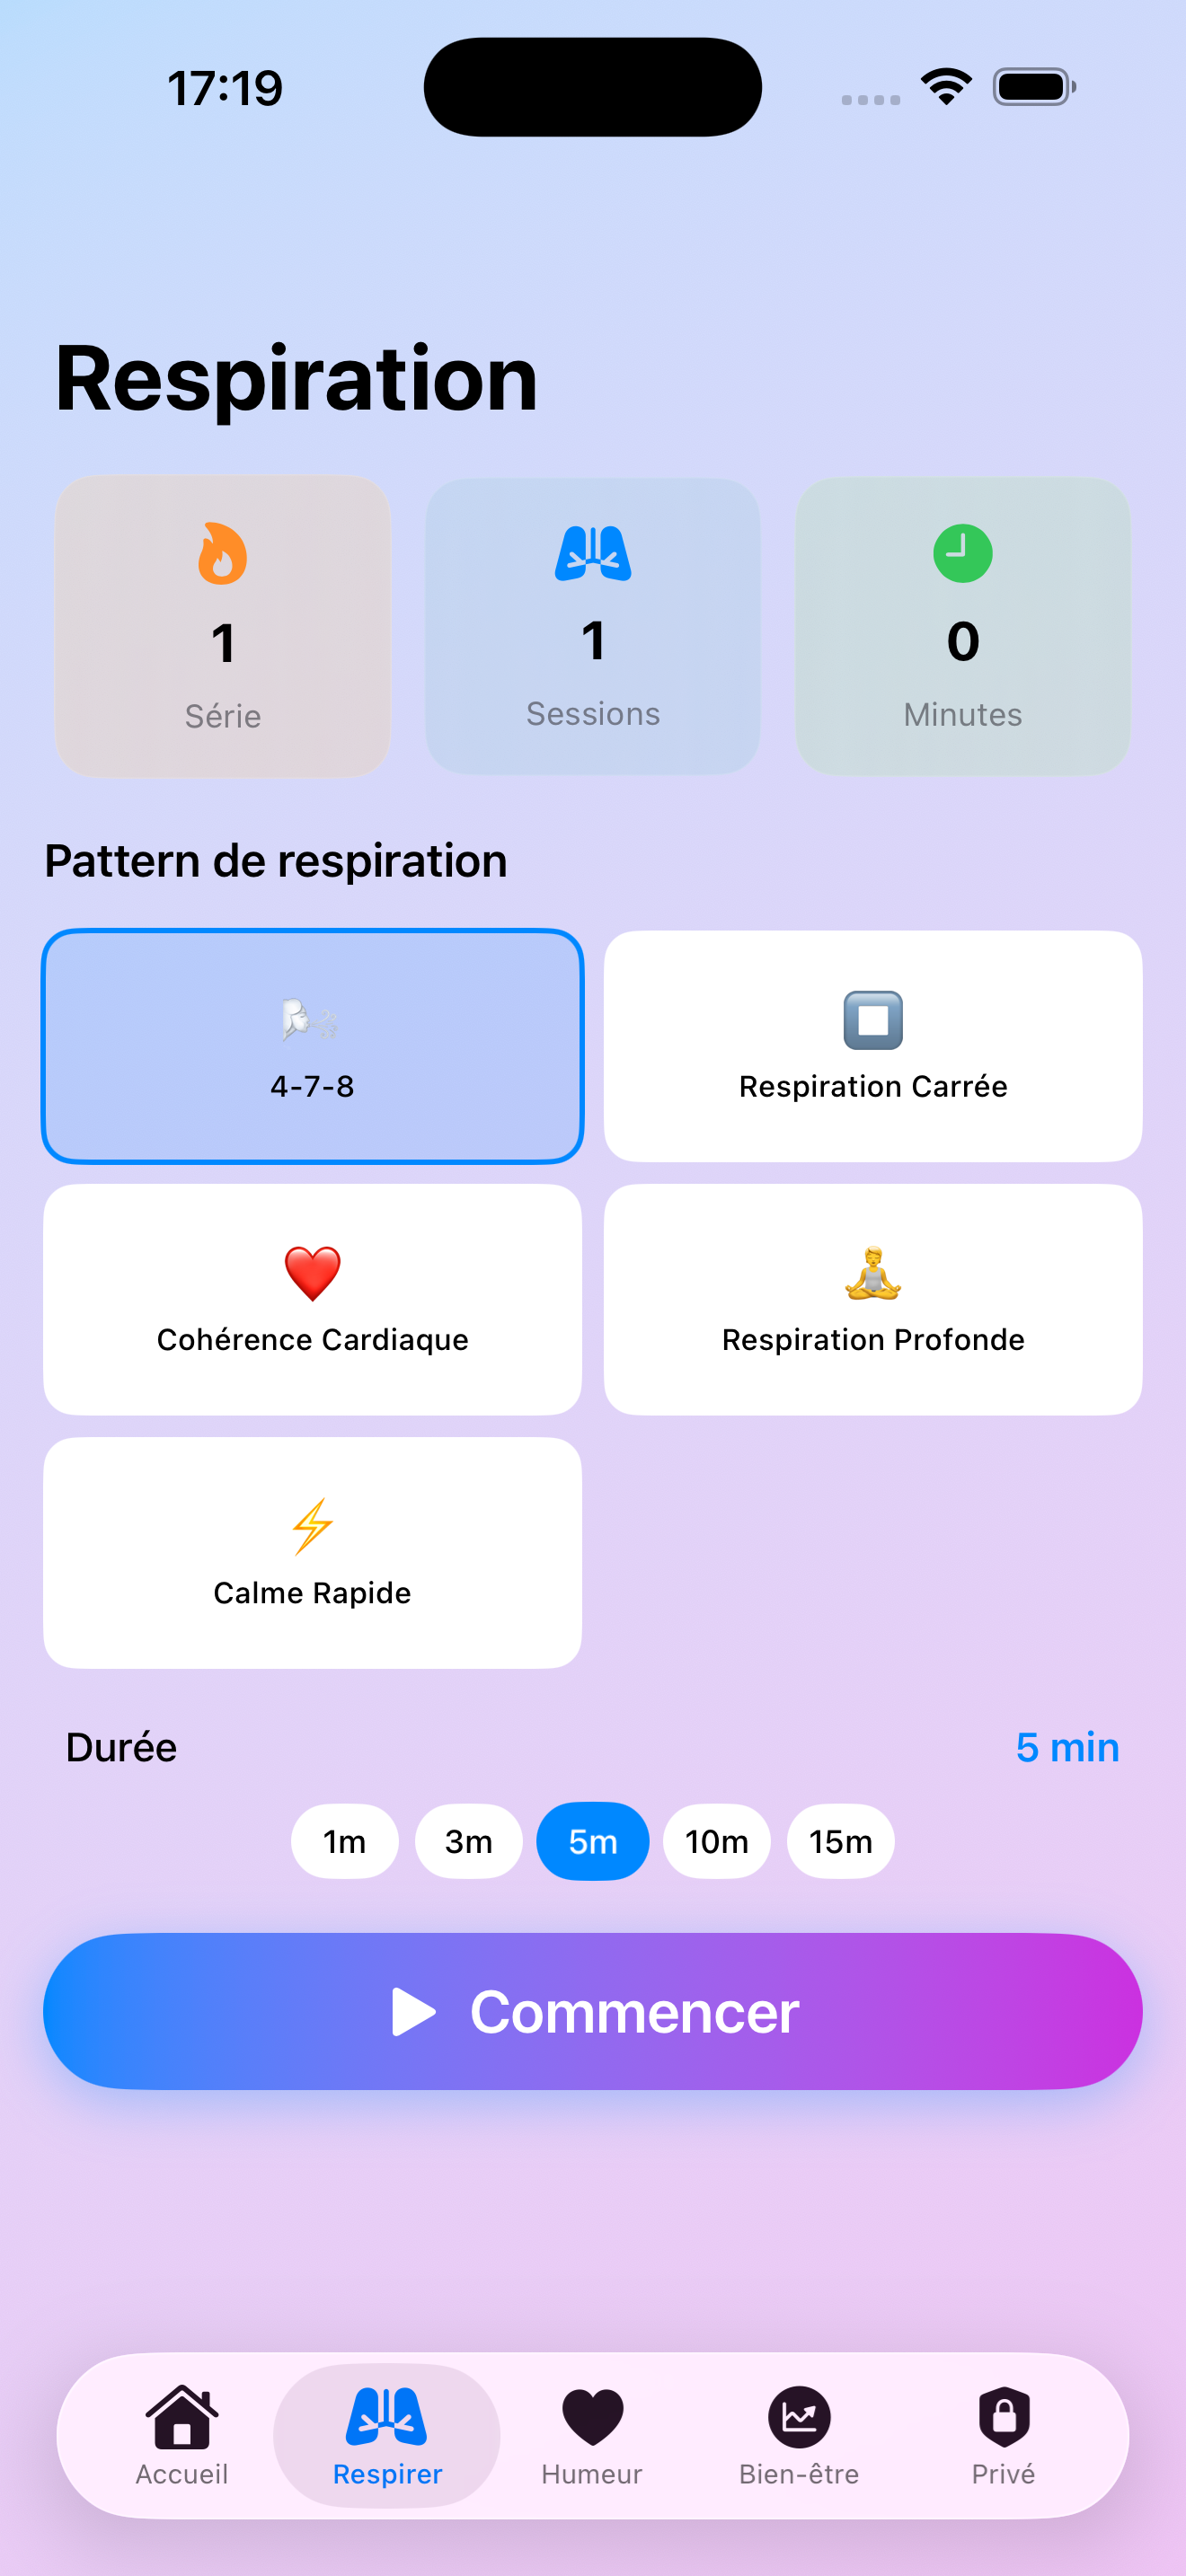 17:19
Respiration
1
Série
1
Sessions
0
Minutes
Pattern de respiration
4-7-8
Respiration Carrée
Cohérence Cardiaque
Respiration Profonde
Calme Rapide
Durée
5 min
1m
3m
5m
10m
15m
Commencer
Accueil
Respirer
Humeur
Bien-être
Privé